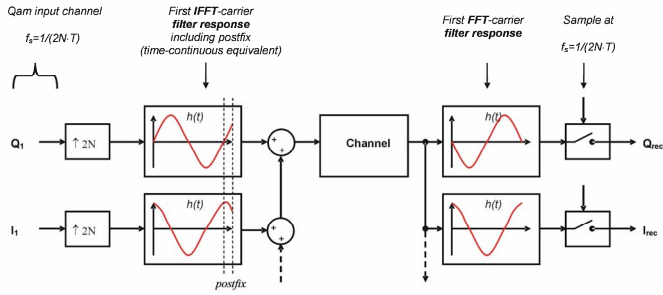 Qam input channel
fs=1/(2N·T)
First IFFT-carrier
filter response
including postfix
(time-continuous equivalent)
First FFT-carrier
filter response
Sample at
fs=1/(2N·T)
Q1
↑ 2N
h(t)
+
+
Channel
h(t)
Qrec
I1
↑ 2N
h(t)
+
+
h(t)
Irec
postfix